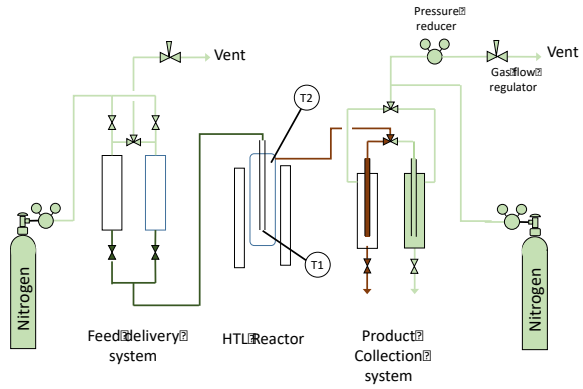 Pressure⍰
reducer
Vent
Vent
Gas⍰flow⍰
regulator
T2
T1
Nitrogen
Nitrogen
Feed⍰delivery⍰
system
HTL⍰Reactor
Product⍰
Collection⍰
system